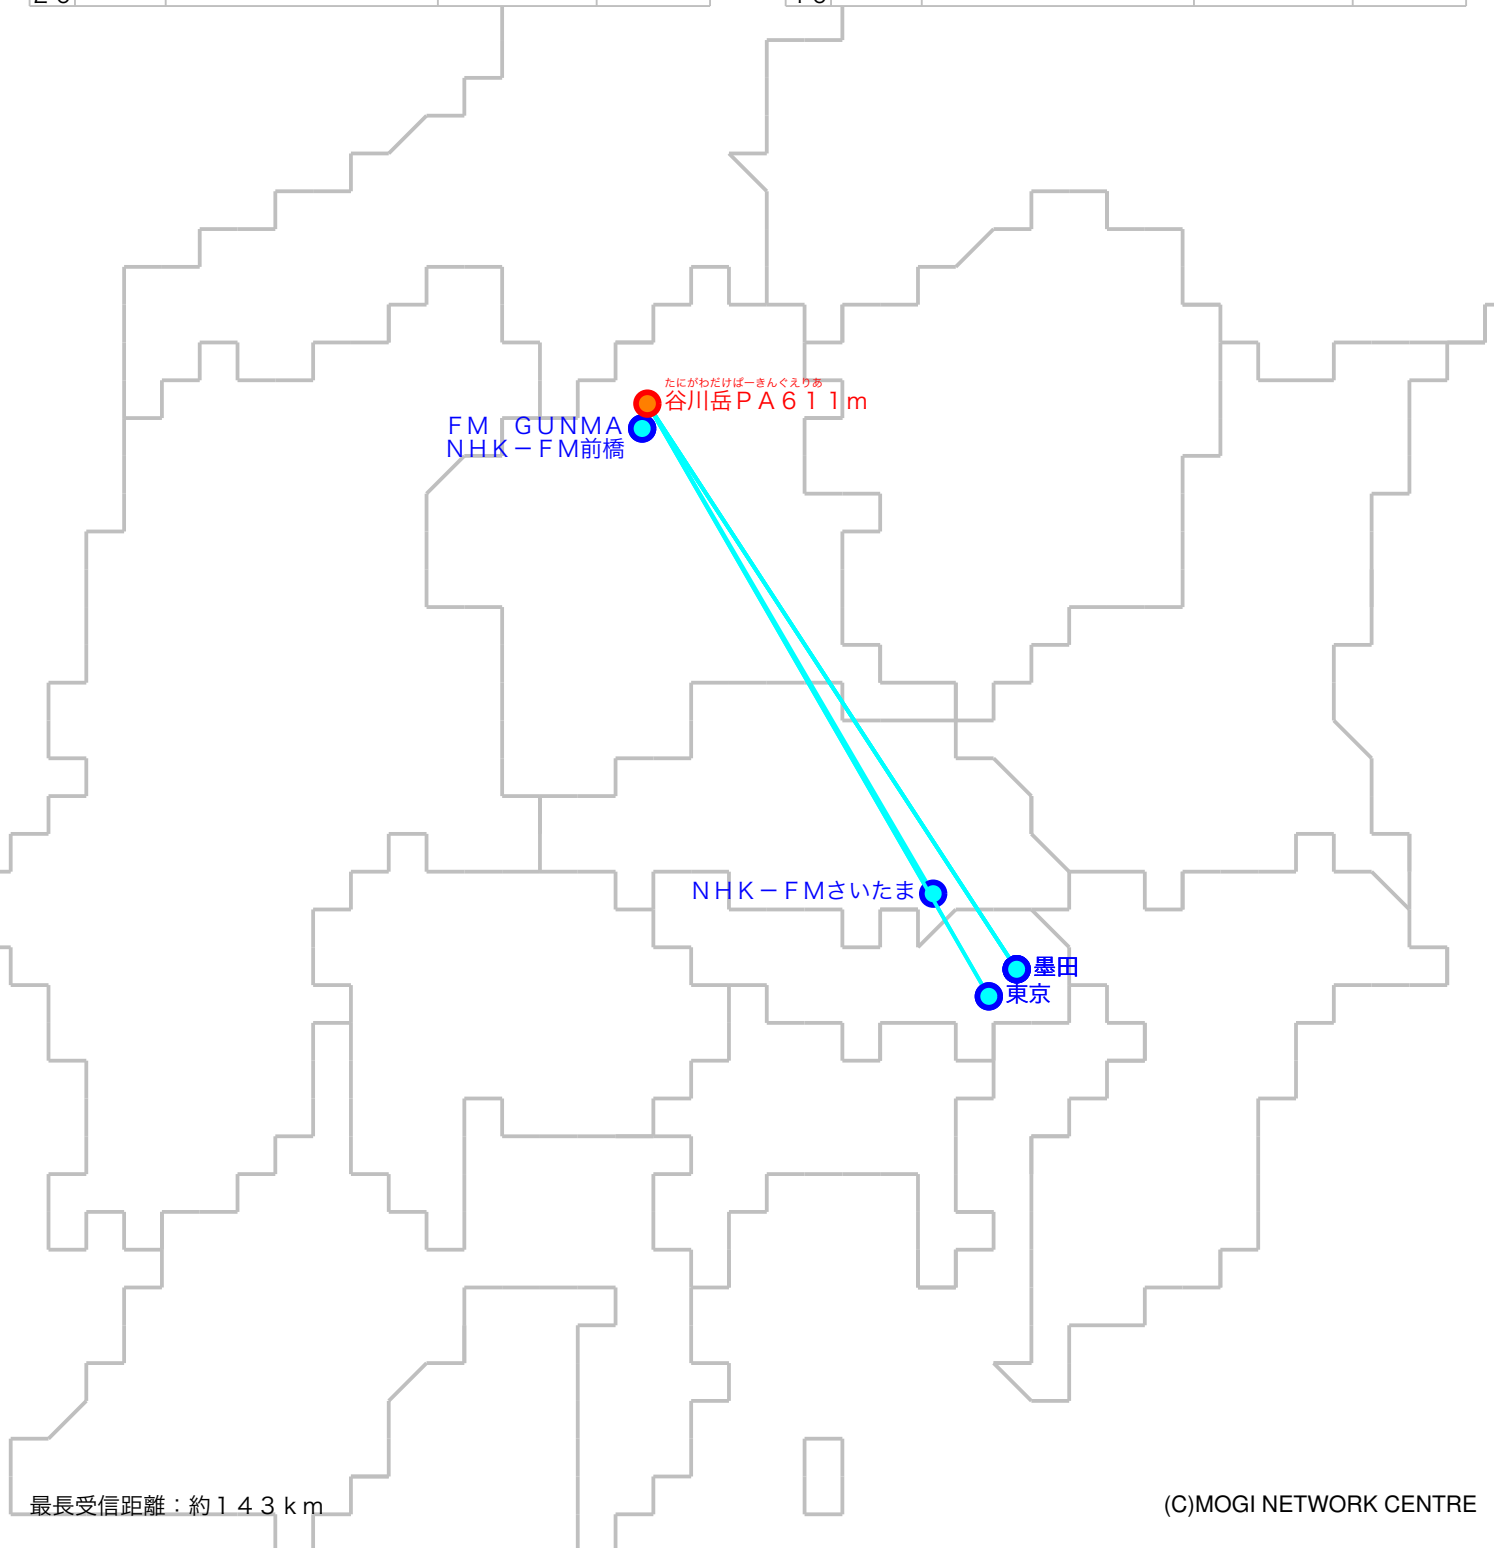 たにがわだけぱーきんぐえりあ
谷川岳ＰＡ６１１ｍ
ＦＭ　ＧＵＮＭＡ
ＮＨＫ－ＦＭ前橋
ＮＨＫ－ＦＭさいたま
墨田
東京
最長受信距離：約１４３ｋｍ
(C)MOGI NETWORK CENTRE